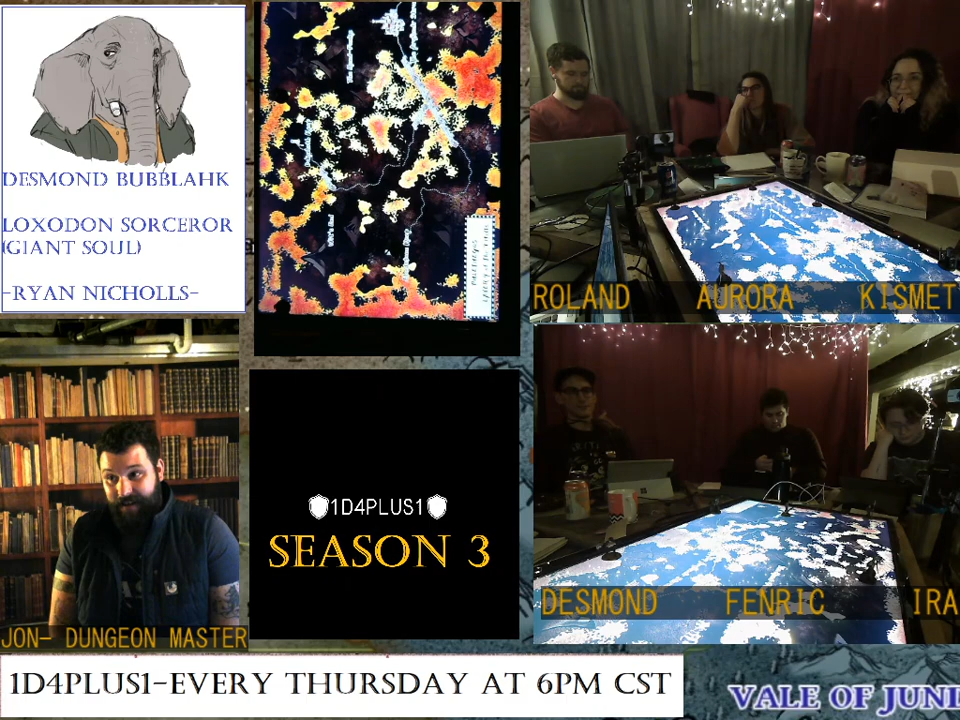 DESMOND BUBBLAHK
LOXODON SORCEROR
(GIANT SOUL)
-RYAN NICHOLLS-
ROLAND AURORA KISMET
1D4PLUS1
SEASON 3
DESMOND FENRIC IRA
JON- DUNGEON MASTER
1D4PLUS1-EVERY THURSDAY AT 6PM CST
VALE OF JUNE